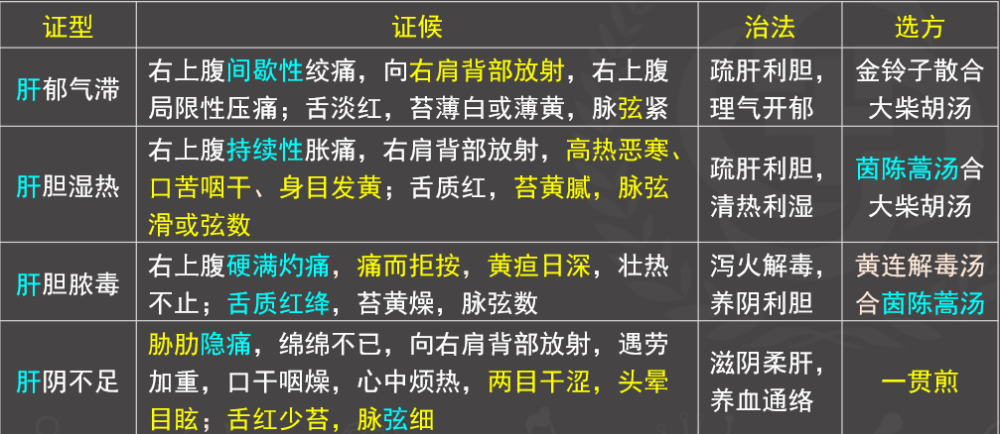 证型 证候 治法 选方
肝郁气滞
右上腹间歇性绞痛，向右肩背部放射，右上腹
局限性压痛；舌淡红，苔薄白或薄黄，脉弦紧
疏肝利胆，
理气开郁
金铃子散合
大柴胡汤
肝胆湿热
右上腹持续性胀痛，右肩背部放射，高热恶寒、
口苦咽干、身目发黄；舌质红，苔黄腻，脉弦
滑或弦数
疏肝利胆，
清热利湿
茵陈蒿汤合
大柴胡汤
肝胆脓毒
右上腹硬满灼痛，痛而拒按，黄疸日深，壮热
不止；舌质红绛，苔黄燥，脉弦数
泻火解毒，
养阴利胆
黄连解毒汤
合茵陈蒿汤
肝阴不足
胁肋隐痛，绵绵不已，向右肩背部放射，遇劳
加重，口干咽燥，心中烦热，两目干涩，头晕
目眩；舌红少苔，脉弦细
滋阴柔肝，
养血通络
一贯煎